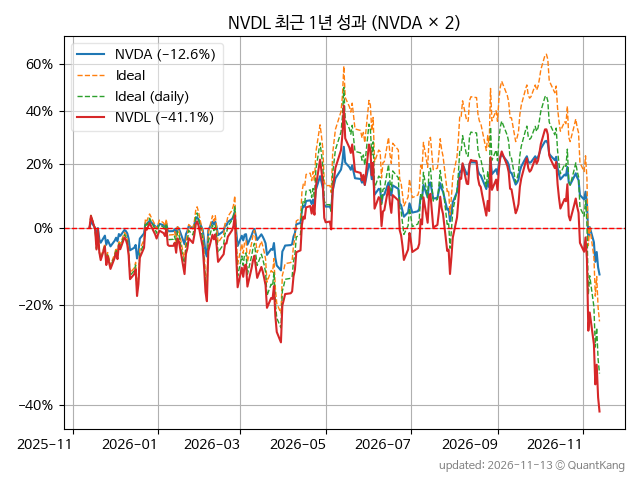 NVDL 최근 1년 성과 (NVDA × 2)
NVDA (−12.6%)
Ideal
Ideal (daily)
NVDL (−41.1%)
60%
40%
20%
0%
−20%
−40%
2025−11
2026−01
2026−03
2026−05
2026−07
2026−09
2026−11
updated: 2026−11−13 © QuantKang